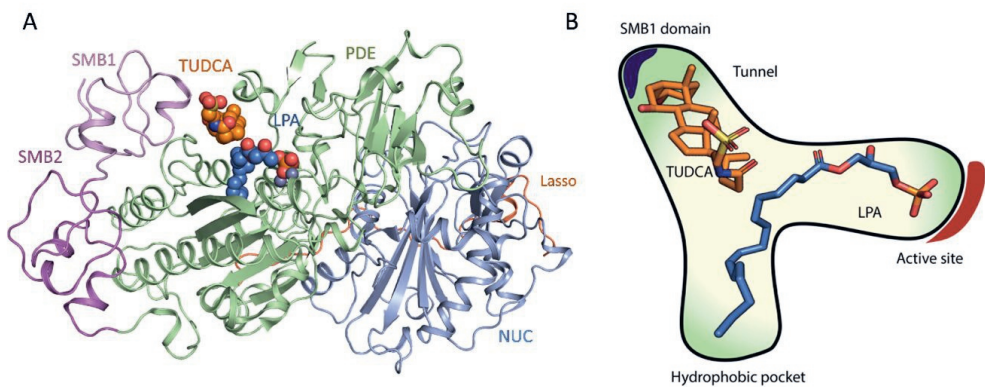 A
SMB1
TUDCA
PDE
LPA
SMB2
Lasso
NUC
B
SMB1 domain
Tunnel
TUDCA
LPA
Active site
Hydrophobic pocket